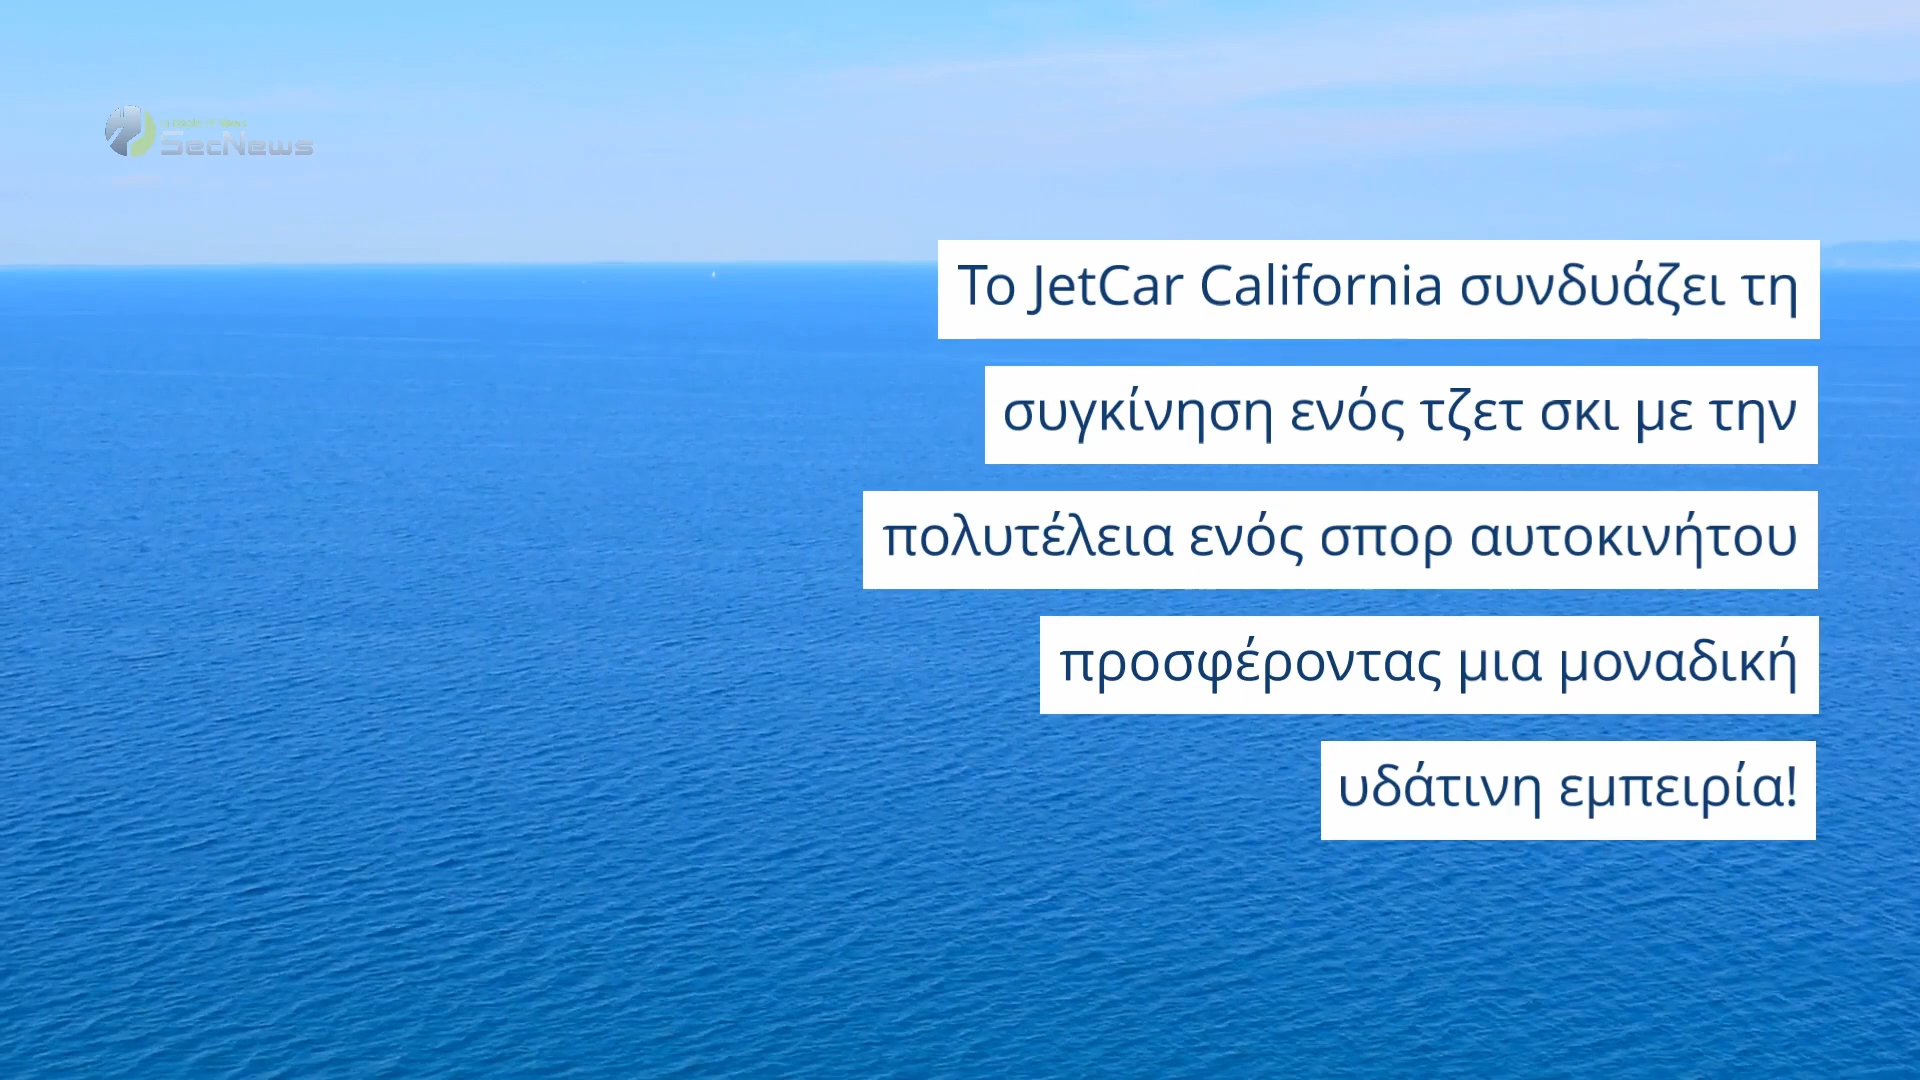 SecNews
Το JetCar California συνδυάζει τη
συγκίνηση ενός τζετ σκι με την
πολυτέλεια ενός σπορ αυτοκινήτου
προσφέροντας μια μοναδική
υδάτινη εμπειρία!